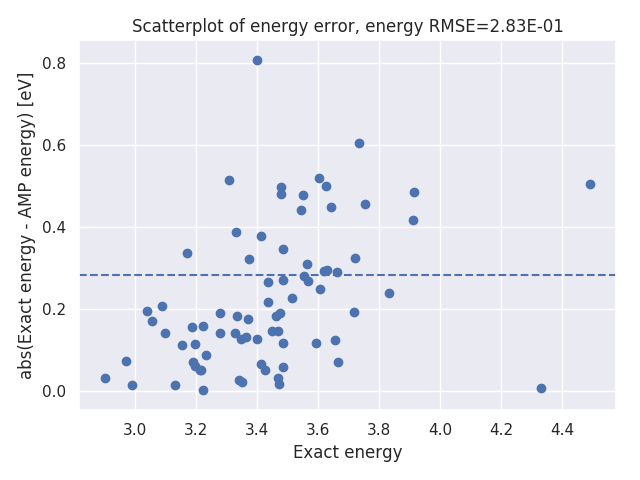 Scatterplot of energy error, energy RMSE=2.83E-01
abs(Exact energy - AMP energy) [eV]
0.8
0.6
0.4
0.2
0.0
3.0 3.2 3.4 3.6 3.8 4.0 4.2 4.4
Exact energy